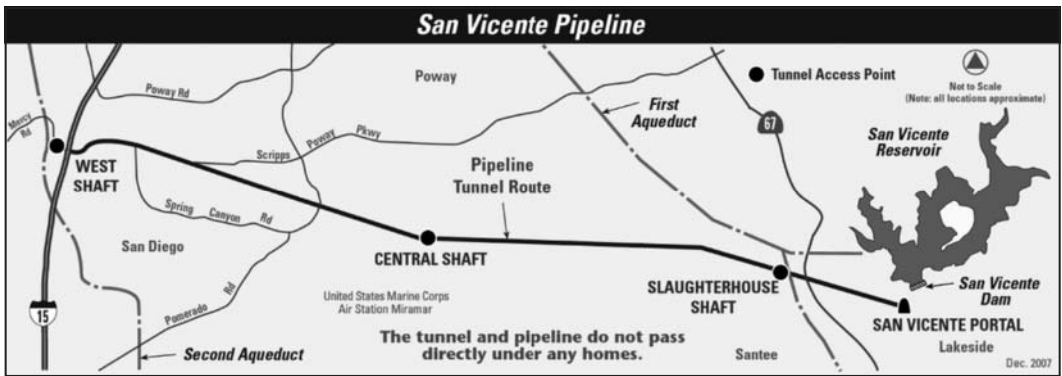 San Vicente Pipeline
Poway
Tunnel Access Point
Not to Scale
(Note: all locations approximate)
Poway Rd
First
Aqueduct
67
San Vicente
Reservoir
Mercy
Rd
WEST
SHAFT
Scripps Poway Pkwy
Pipeline
Tunnel Route
Spring Canyon Rd
San Diego
CENTRAL SHAFT
SLAUGHTERHOUSE
SHAFT
San Vicente
Dam
SAN VICENTE PORTAL
15
Pomerado Rd
United States Marine Corps
Air Station Miramar
The tunnel and pipeline do not pass
directly under any homes.
Second Aqueduct
Santee
Lakeside
Dec. 2007